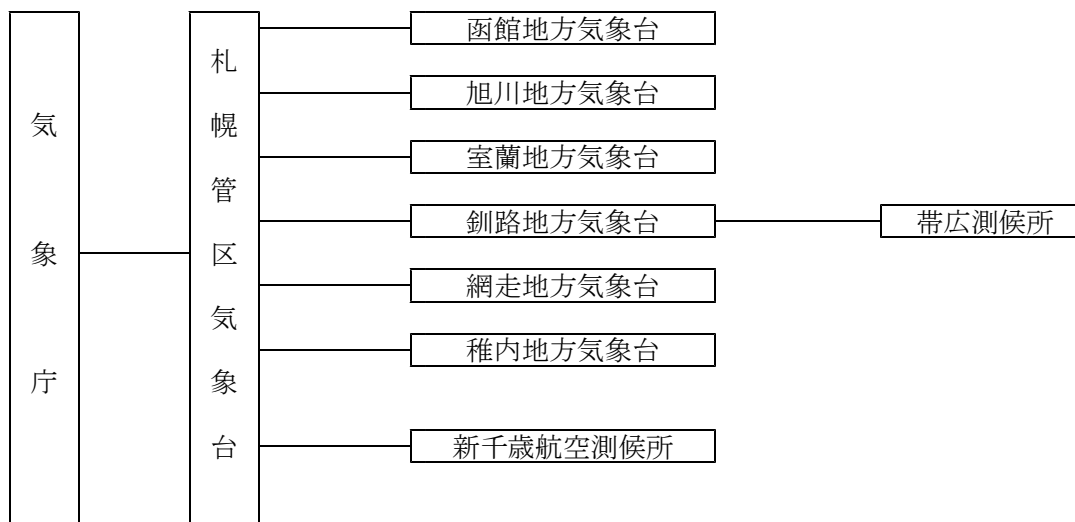 気象庁
札幌管区気象台
函館地方気象台
旭川地方気象台
室蘭地方気象台
釧路地方気象台
帯広測候所
網走地方気象台
稚内地方気象台
新千歳航空測候所